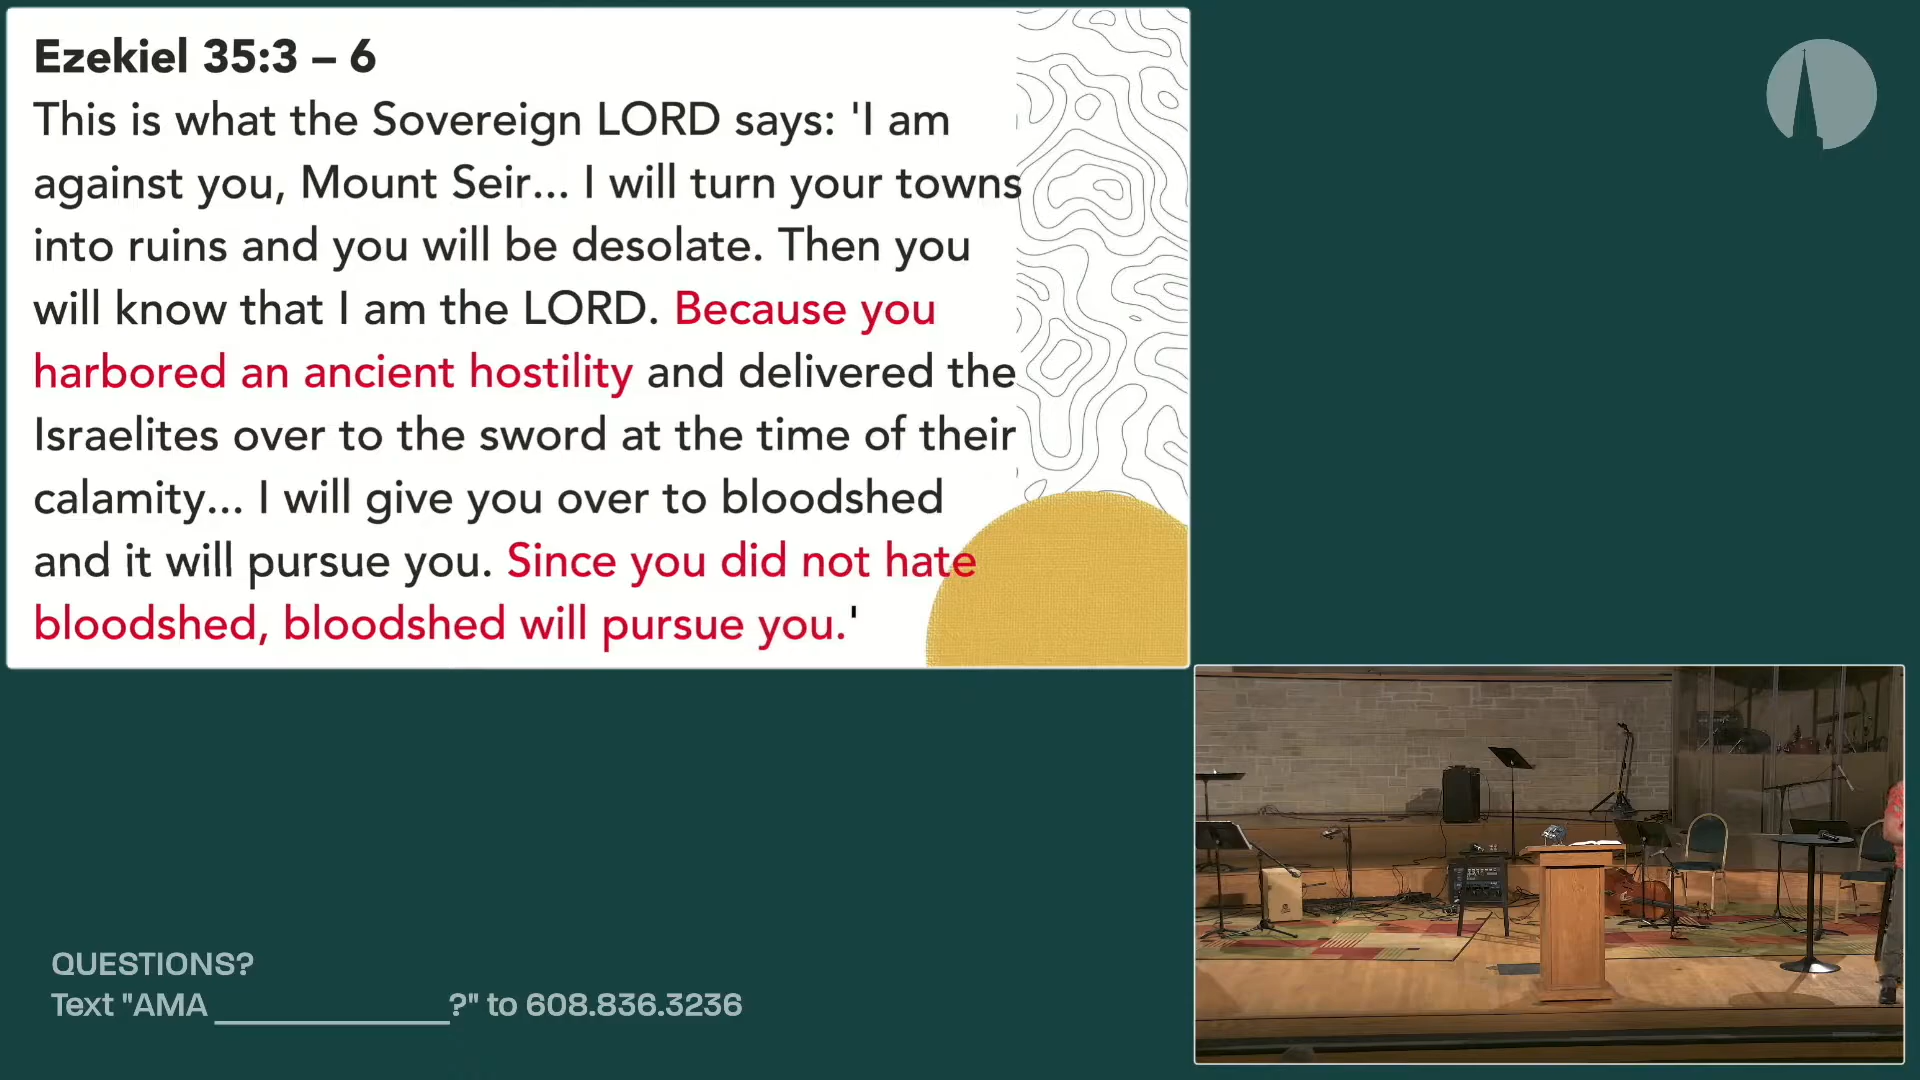 Ezekiel 35:3 – 6
This is what the Sovereign LORD says: 'I am
against you, Mount Seir... I will turn your towns
into ruins and you will be desolate. Then you
will know that I am the LORD. Because you
harbored an ancient hostility and delivered the
Israelites over to the sword at the time of their
calamity... I will give you over to bloodshed
and it will pursue you. Since you did not hate
bloodshed, bloodshed will pursue you.'
QUESTIONS?
Text "AMA ______________?" to 608.836.3236